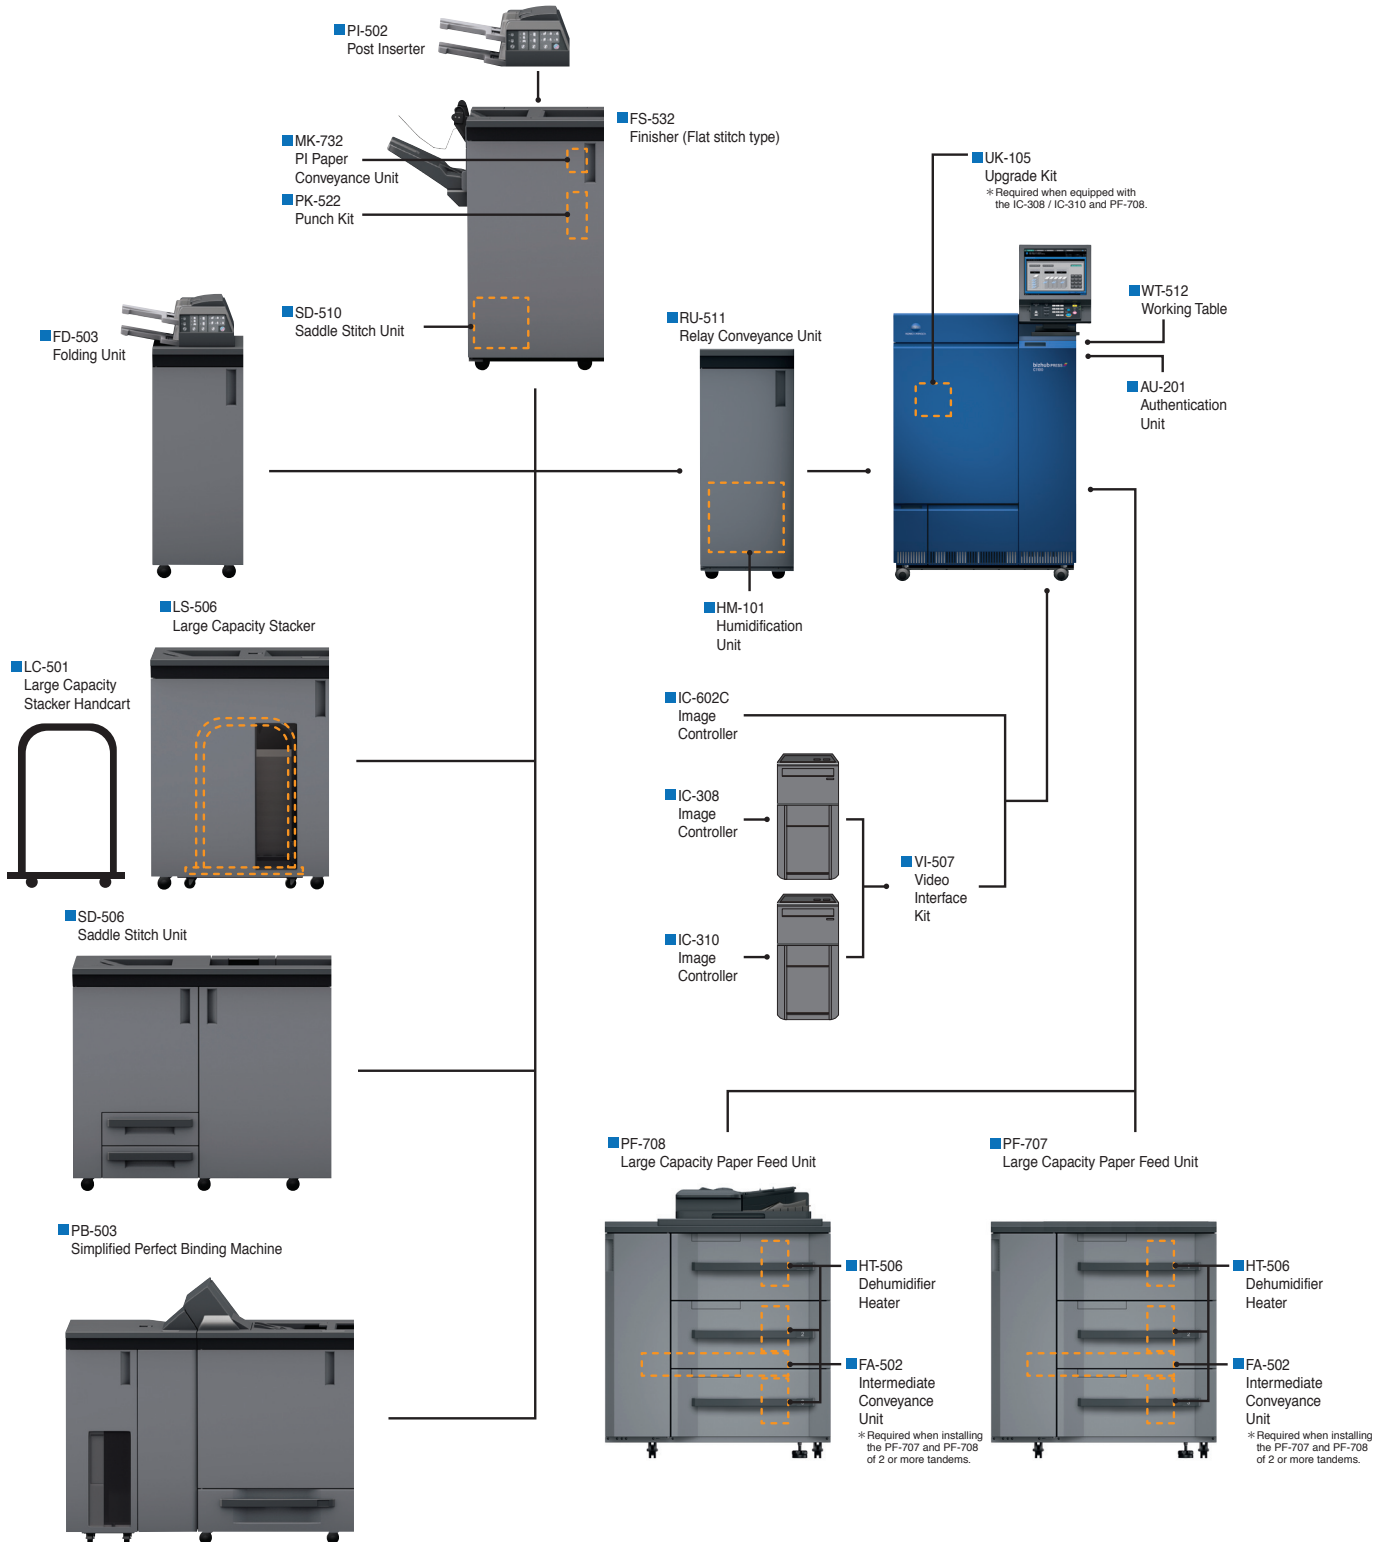 PI-502
Post Inserter
FS-532
Finisher (Flat stitch type)
MK-732
PI Paper
Conveyance Unit
PK-522
Punch Kit
UK-105
Upgrade Kit
* Required when equipped with
the IC-308 / IC-310 and PF-708.
SD-510
Saddle Stitch Unit
FD-503
Folding Unit
RU-511
Relay Conveyance Unit
WT-512
Working Table
AU-201
Authentication
Unit
bizhub PRESS
HM-101
Humidification
Unit
LS-506
Large Capacity Stacker
LC-501
Large Capacity
Stacker Handcart
IC-602C
Image
Controller
IC-308
Image
Controller
VI-507
Video
Interface
Kit
IC-310
Image
Controller
SD-506
Saddle Stitch Unit
PF-708
Large Capacity Paper Feed Unit
PF-707
Large Capacity Paper Feed Unit
PB-503
Simplified Perfect Binding Machine
HT-506
Dehumidifier
Heater
FA-502
Intermediate
Conveyance
Unit
* Required when installing
the PF-707 and PF-708
of 2 or more tandems.
HT-506
Dehumidifier
Heater
FA-502
Intermediate
Conveyance
Unit
* Required when installing
the PF-707 and PF-708
of 2 or more tandems.